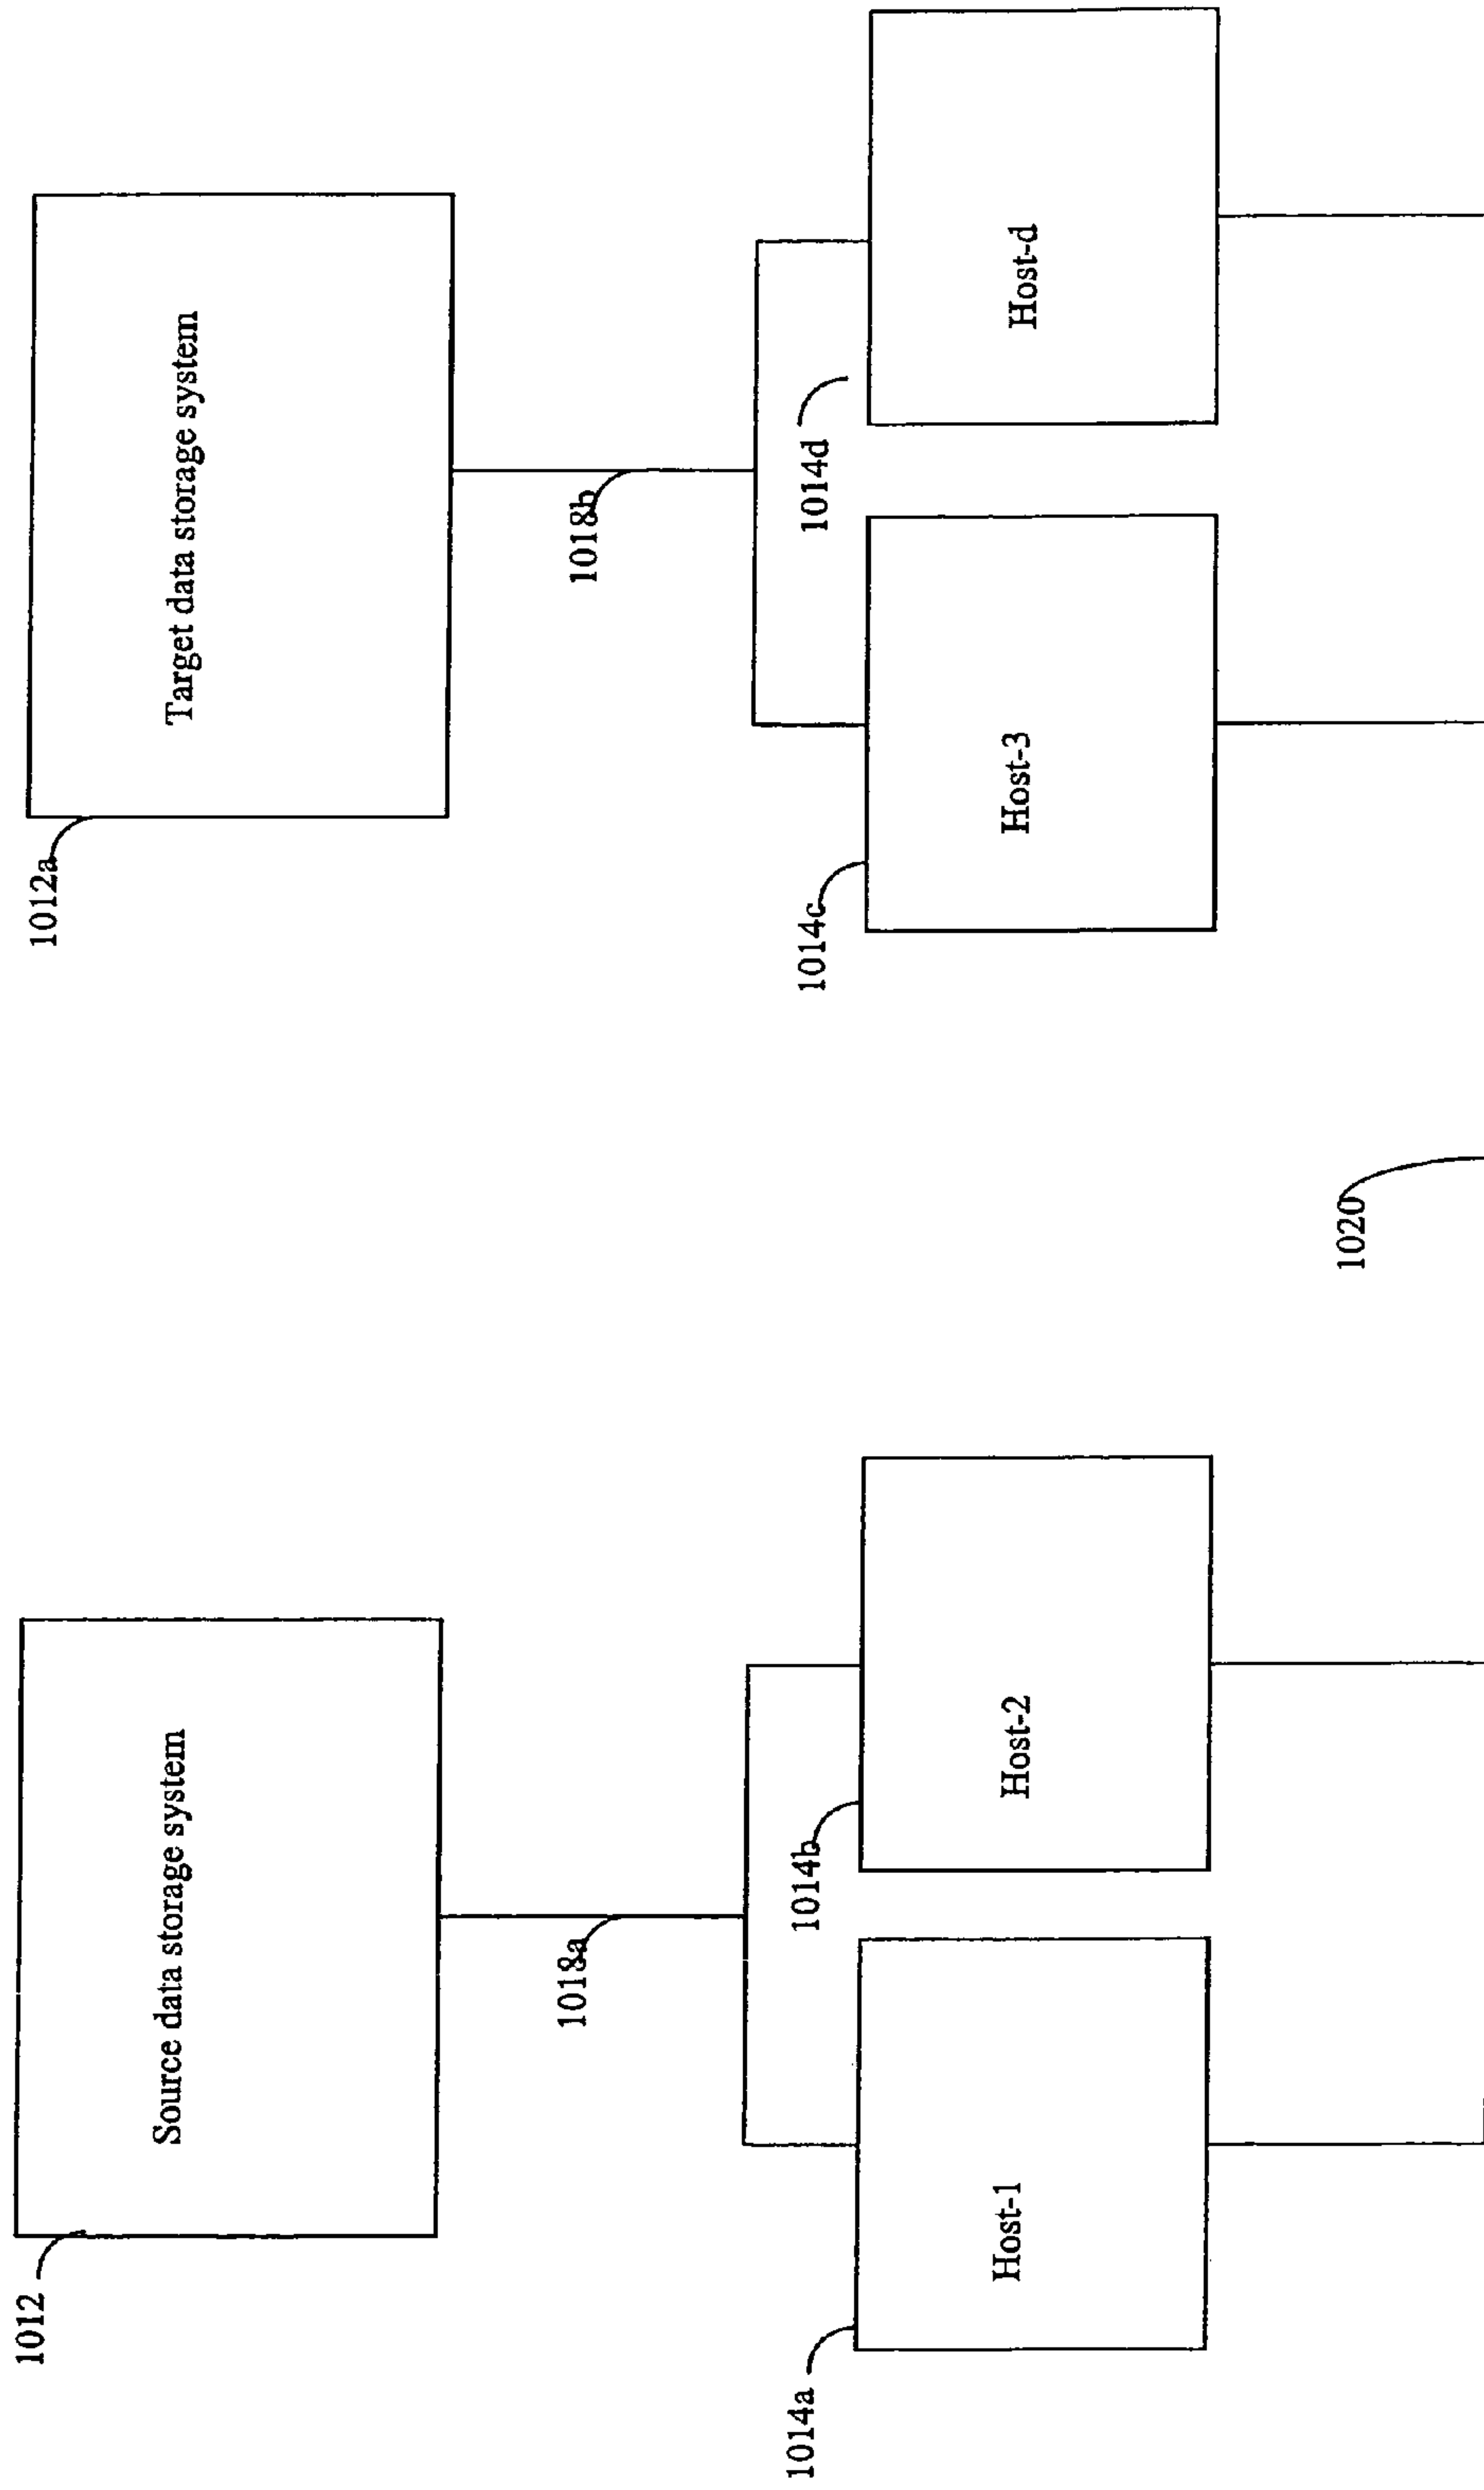 1012
Source data storage system
1012a
Target data storage system
1018a
1018b
1014a
1014b
1014c
1014d
Host-1
Host-2
Host-3
Host-d
1020